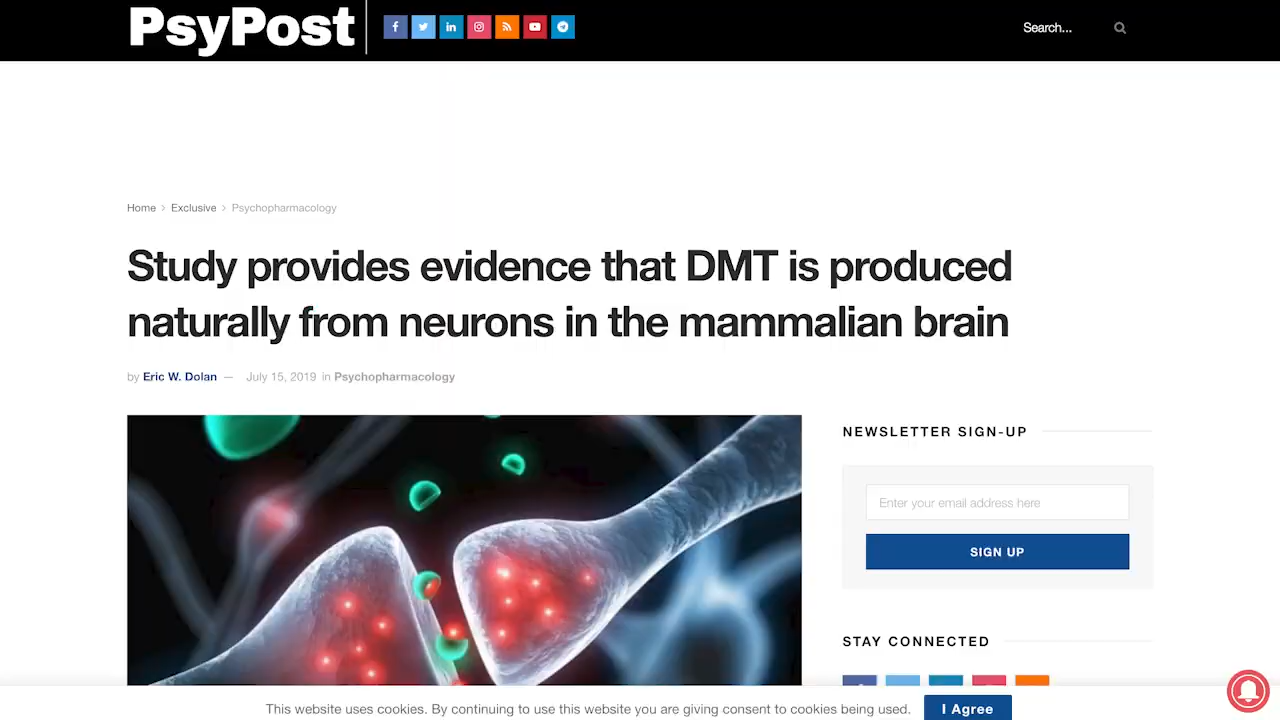 PsyPost
Search...
Home > Exclusive > Psychopharmacology
Study provides evidence that DMT is produced
naturally from neurons in the mammalian brain
by Eric W. Dolan — July 15, 2019 in Psychopharmacology
NEWSLETTER SIGN-UP
Enter your email address here
SIGN UP
STAY CONNECTED
This website uses cookies. By continuing to use this website you are giving consent to cookies being used.
I Agree